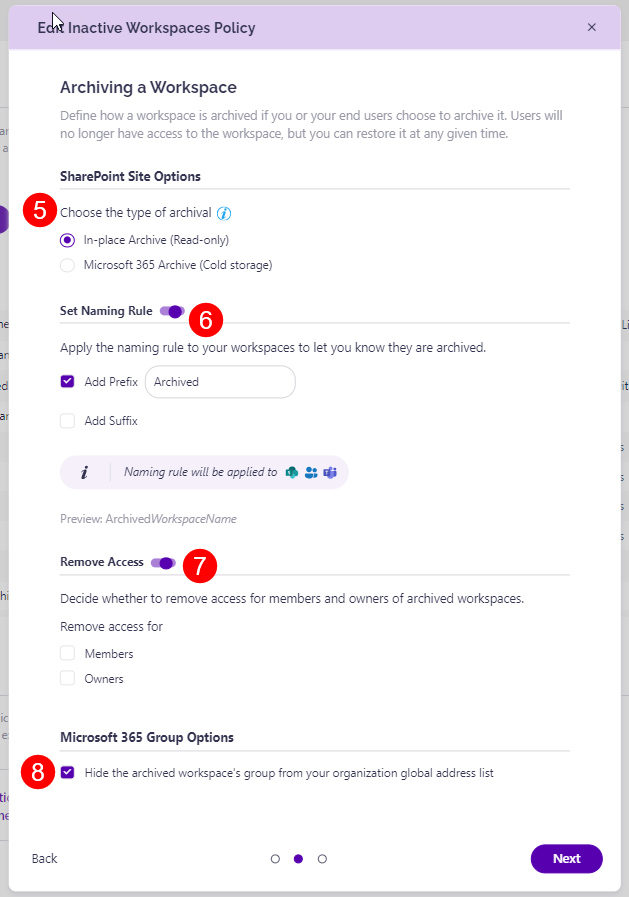 Edit Inactive Workspaces Policy
Archiving a Workspace
Define how a workspace is archived if you or your end users choose to archive it. Users will
no longer have access to the workspace, but you can restore it at any given time.
SharePoint Site Options
5 Choose the type of archival
In-place Archive (Read-only)
Microsoft 365 Archive (Cold storage)
Set Naming Rule 6
Apply the naming rule to your workspaces to let you know they are archived.
Add Prefix Archived
Add Suffix
Naming rule will be applied to
Preview: ArchivedWorkspaceName
Remove Access 7
Decide whether to remove access for members and owners of archived workspaces.
Remove access for
Members
Owners
Microsoft 365 Group Options
8 Hide the archived workspace's group from your organization global address list
Back Next